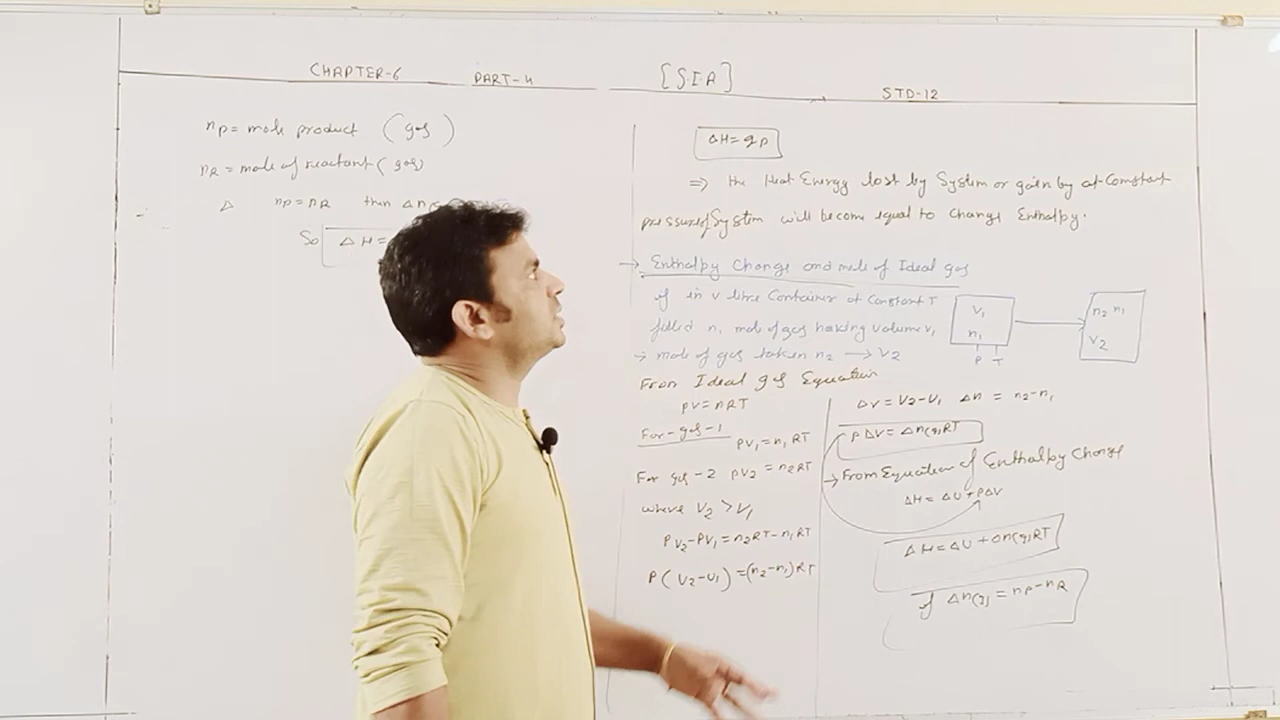 CHAPTER-6 PART-4 [S.I.R] STD-12
nP = mole product (gas)
nR = mole of reactant (gas)
△ nP = nR then Δn(
So ΔH =
ΔH = qP
⇒ the Heat Energy lost by System or gain by at Constant
pressure of System will become equal to Change Enthalpy.
→ Enthalpy Change and mole of Ideal gas
if in v litre Container at Constant T
filled n1 mol of gas having volume v1
→ mole of gas taken n2 → V2
V1
n1
P T
n2 n1
V2
From Ideal gas Equation
PV = nRT
For-gas-1 PV1 = n1RT
For gas-2 PV2 = n2RT
where V2 > V1
PV2-PV1 = n2RT-n1RT
P(V2-V1) = (n2-n1)RT
ΔV = V2-V1 Δn = n2-n1
PΔV = Δn(g)RT
→ From Equation of Enthalpy Change
ΔH = ΔU + PΔV
ΔH = ΔU + Δn(g)RT
if Δn(g) = nP-nR